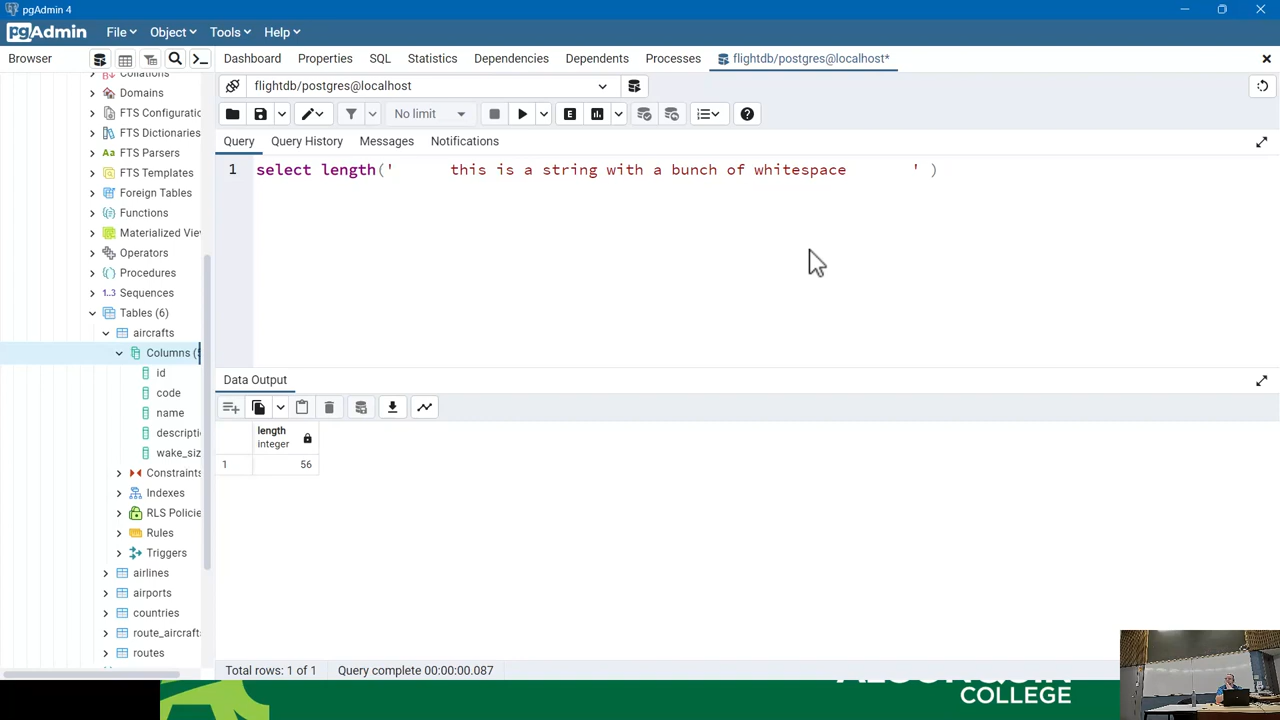 pgAdmin 4
pgAdmin File Object Tools Help
Browser Dashboard Properties SQL Statistics Dependencies Dependents Processes flightdb/postgres@localhost*
Collations
Domains
FTS Configuratic
FTS Dictionaries
Aa FTS Parsers
FTS Templates
Foreign Tables
Functions
Materialized Vie
Operators
Procedures
1..3 Sequences
Tables (6)
aircrafts
Columns (
id
code
name
descripti
wake_siz
Constraints
Indexes
RLS Policie
Rules
Triggers
airlines
airports
countries
route_aircraft
routes
flightdb/postgres@localhost
No limit
Query Query History Messages Notifications
1 select length('      this is a string with a bunch of whitespace       ' )
Data Output
length
integer
1 56
Total rows: 1 of 1 Query complete 00:00:00.087
ALGONQUIN
COLLEGE